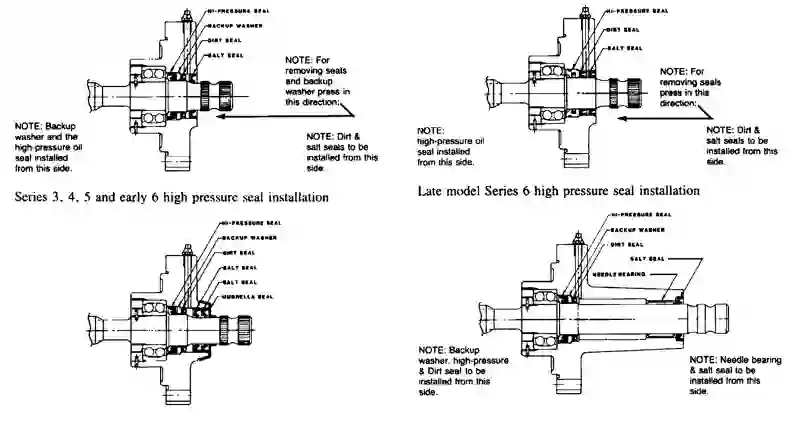 HI-PRESSURE SEAL
BACKUP WASHER
DIRT SEAL
SALT SEAL
NOTE: For
removing seals
and backup
washer press in
this direction:
NOTE: Backup
washer and the
high-pressure oil
seal installed
from this side.
NOTE: Dirt &
salt seals to be
installed from this
side.
Series 3, 4, 5 and early 6 high pressure seal installation
HI-PRESSURE SEAL
DIRT SEAL
SALT SEAL
NOTE: For
removing seals
press in this
direction:
NOTE:
high-pressure oil
seal installed
from this side.
NOTE: Dirt &
salt seals to be
installed from this
side.
Late model Series 6 high pressure seal installation
HI-PRESSURE SEAL
BACKUP WASHER
DIRT SEAL
SALT SEAL
SALT SEAL
UMBRELLA SEAL
HI-PRESSURE SEAL
BACKUP WASHER
DIRT SEAL
SALT SEAL
NEEDLE BEARING
NOTE: Backup
washer, high-pressure
& Dirt seal to be
installed from this
side.
NOTE: Needle bearing
& salt seal to be
installed from this
side.